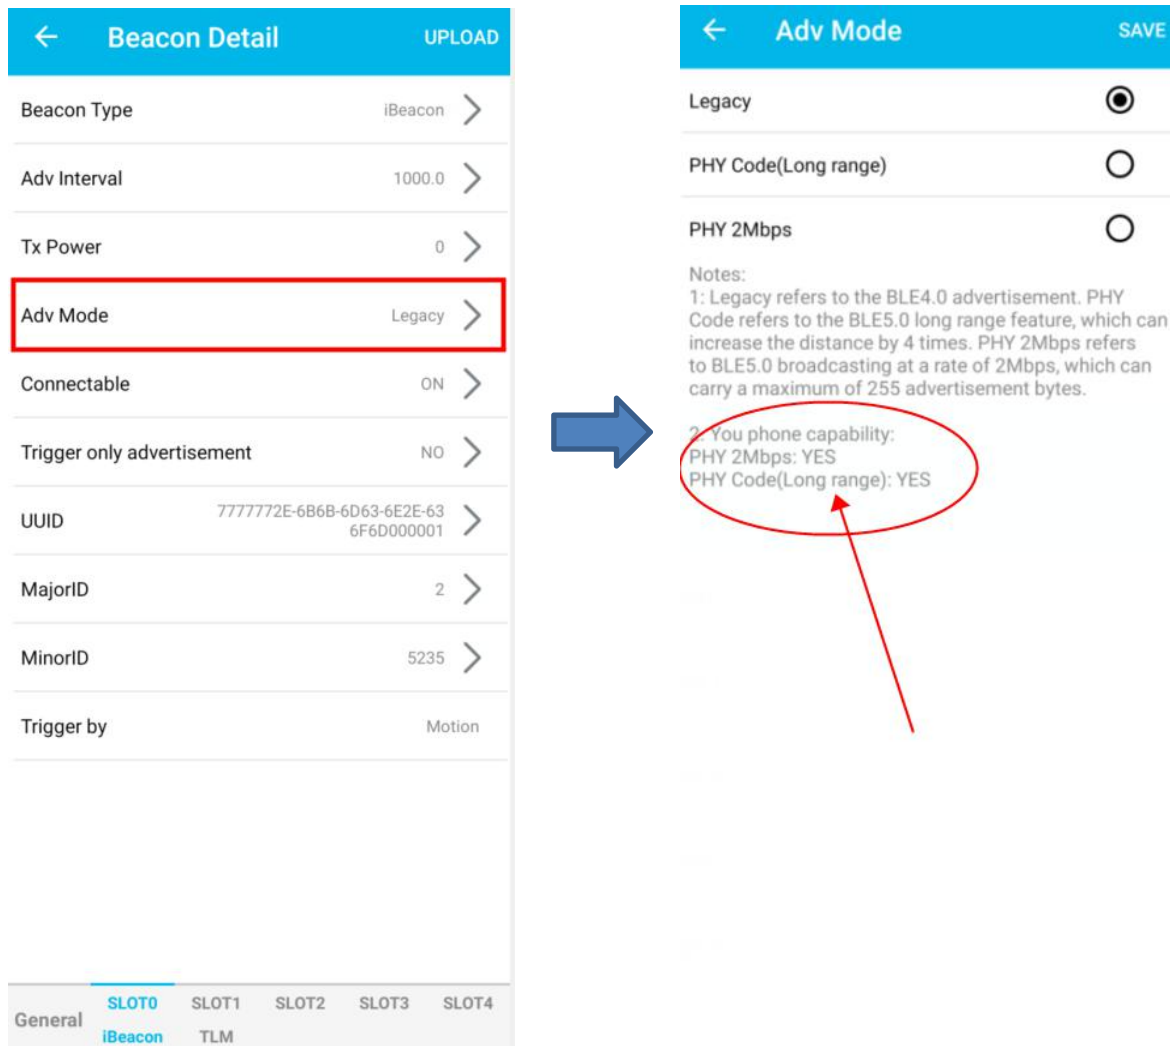 Beacon Detail
UPLOAD
Beacon Type
iBeacon
Adv Interval
1000.0
Tx Power
0
Adv Mode
Legacy
Connectable
ON
Trigger only advertisement
NO
UUID
7777772E-6B6B-6D63-6E2E-63
6F6D000001
MajorID
2
MinorID
5235
Trigger by
Motion
General
SLOT0
SLOT1
SLOT2
SLOT3
SLOT4
iBeacon
TLM
Adv Mode
SAVE
Legacy
PHY Code(Long range)
PHY 2Mbps
Notes:
1: Legacy refers to the BLE4.0 advertisement. PHY
Code refers to the BLE5.0 long range feature, which can
increase the distance by 4 times. PHY 2Mbps refers
to BLE5.0 broadcasting at a rate of 2Mbps, which can
carry a maximum of 255 advertisement bytes.
2: You phone capability:
PHY 2Mbps: YES
PHY Code(Long range): YES